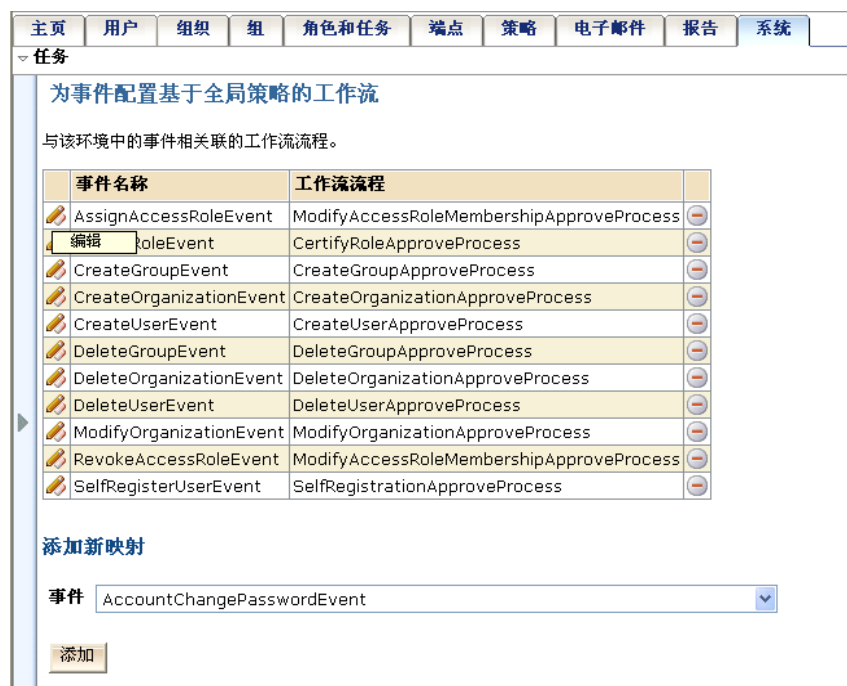 主页 用户 组织 组 角色和任务 端点 策略 电子邮件 报告 系统
任务
为事件配置基于全局策略的工作流
与该环境中的事件相关联的工作流流程。
事件名称 工作流流程
AssignAccessRoleEvent ModifyAccessRoleMembershipApproveProcess
编辑 RoleEvent CertifyRoleApproveProcess
CreateGroupEvent CreateGroupApproveProcess
CreateOrganizationEvent CreateOrganizationApproveProcess
CreateUserEvent CreateUserApproveProcess
DeleteGroupEvent DeleteGroupApproveProcess
DeleteOrganizationEvent DeleteOrganizationApproveProcess
DeleteUserEvent DeleteUserApproveProcess
ModifyOrganizationEvent ModifyOrganizationApproveProcess
RevokeAccessRoleEvent ModifyAccessRoleMembershipApproveProcess
SelfRegisterUserEvent SelfRegistrationApproveProcess
添加新映射
事件 AccountChangePasswordEvent
添加